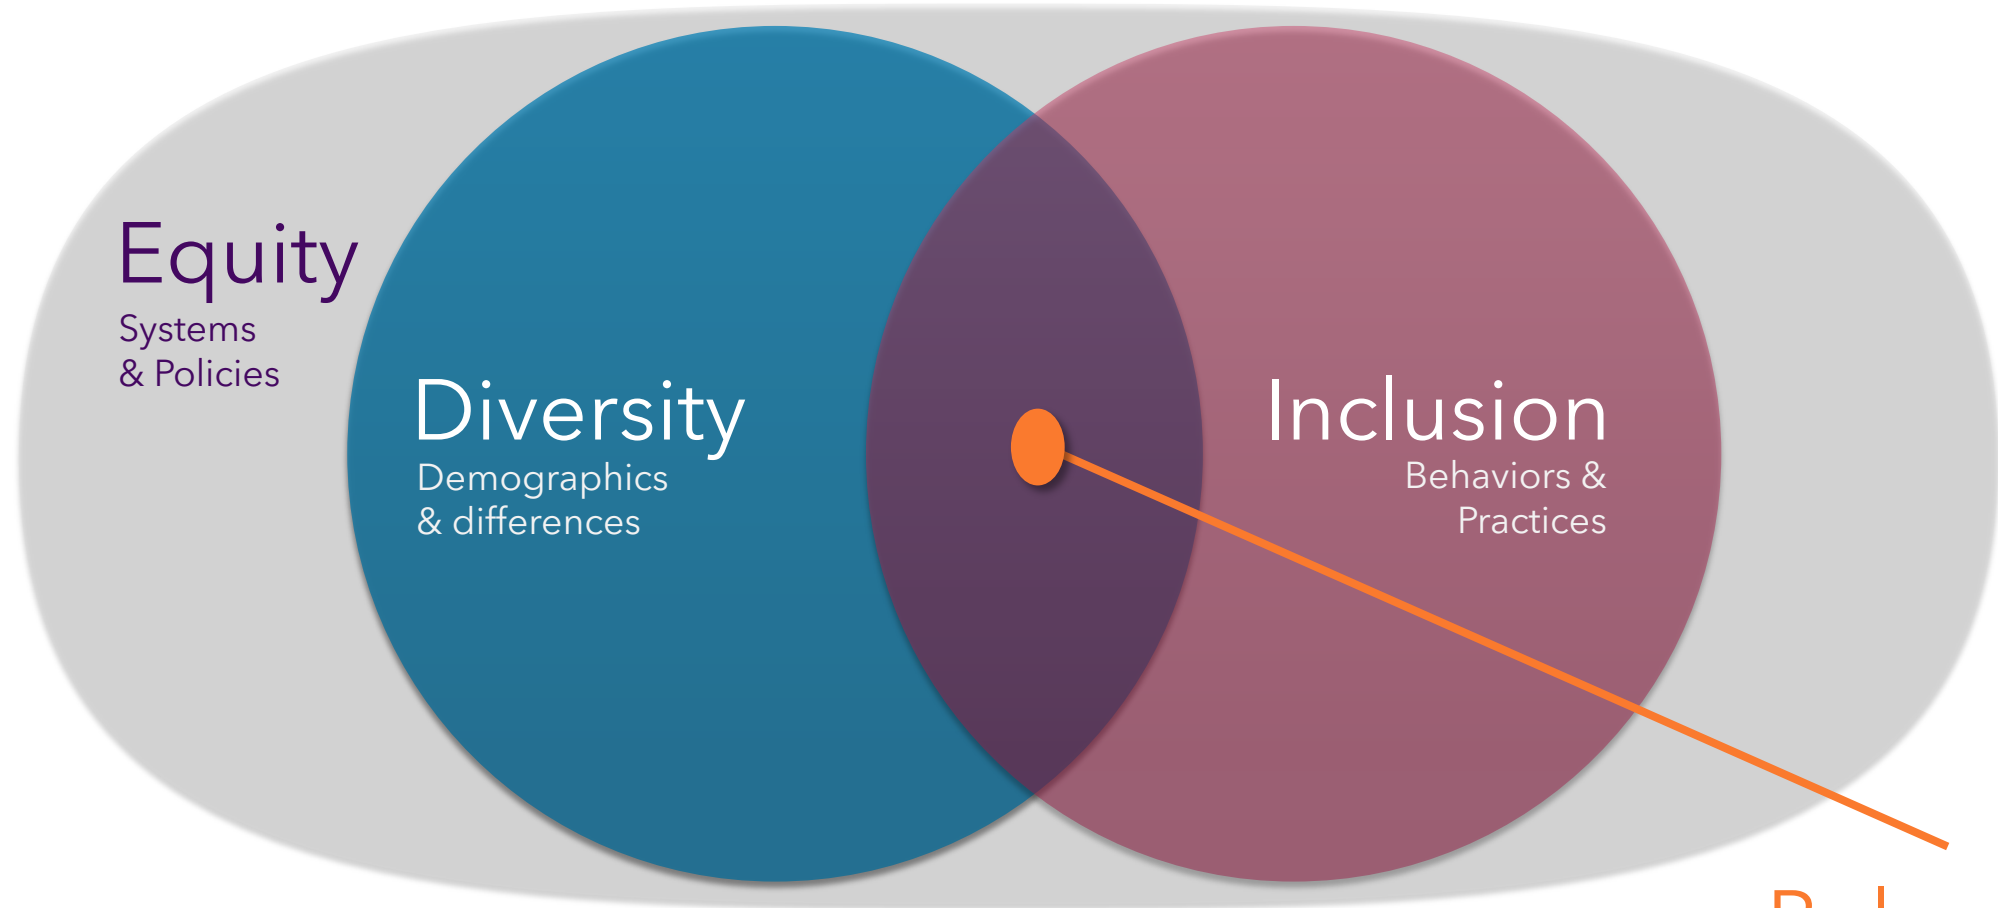 Equity
Systems
& Policies
Diversity
Demographics
& differences
Inclusion
Behaviors &
Practices